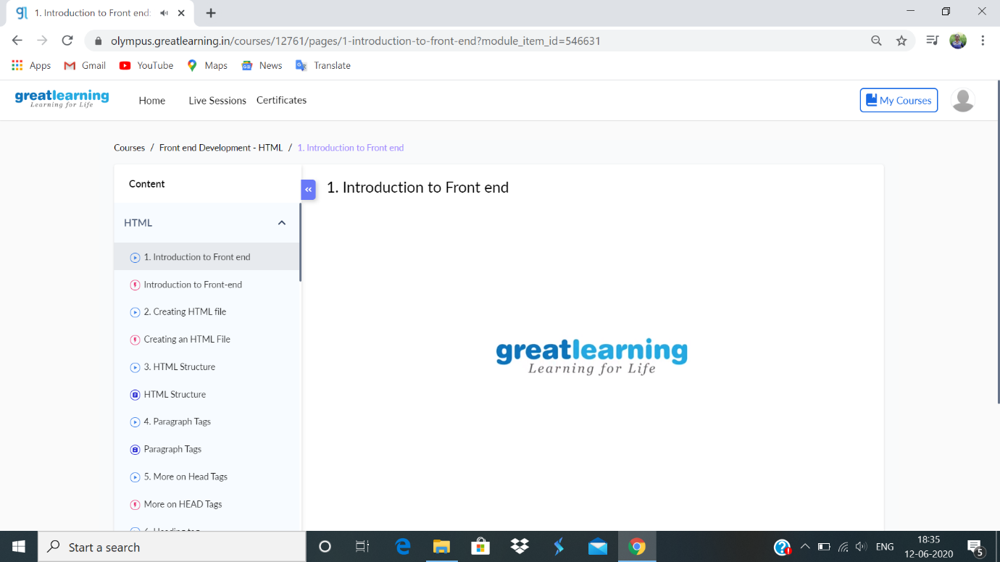 gl 1. Introduction to Front end:
olympus.greatlearning.in/courses/12761/pages/1-introduction-to-front-end?module_item_id=546631
Apps Gmail YouTube Maps News Translate
greatlearning
Learning for Life
Home Live Sessions Certificates My Courses
Courses / Front end Development - HTML / 1. Introduction to Front end
Content
« 1. Introduction to Front end
HTML
1. Introduction to Front end
Introduction to Front-end
2. Creating HTML file
Creating an HTML File
3. HTML Structure
HTML Structure
4. Paragraph Tags
Paragraph Tags
5. More on Head Tags
More on HEAD Tags
greatlearning
Learning for Life
Start a search
ENG
18:35
12-06-2020
5